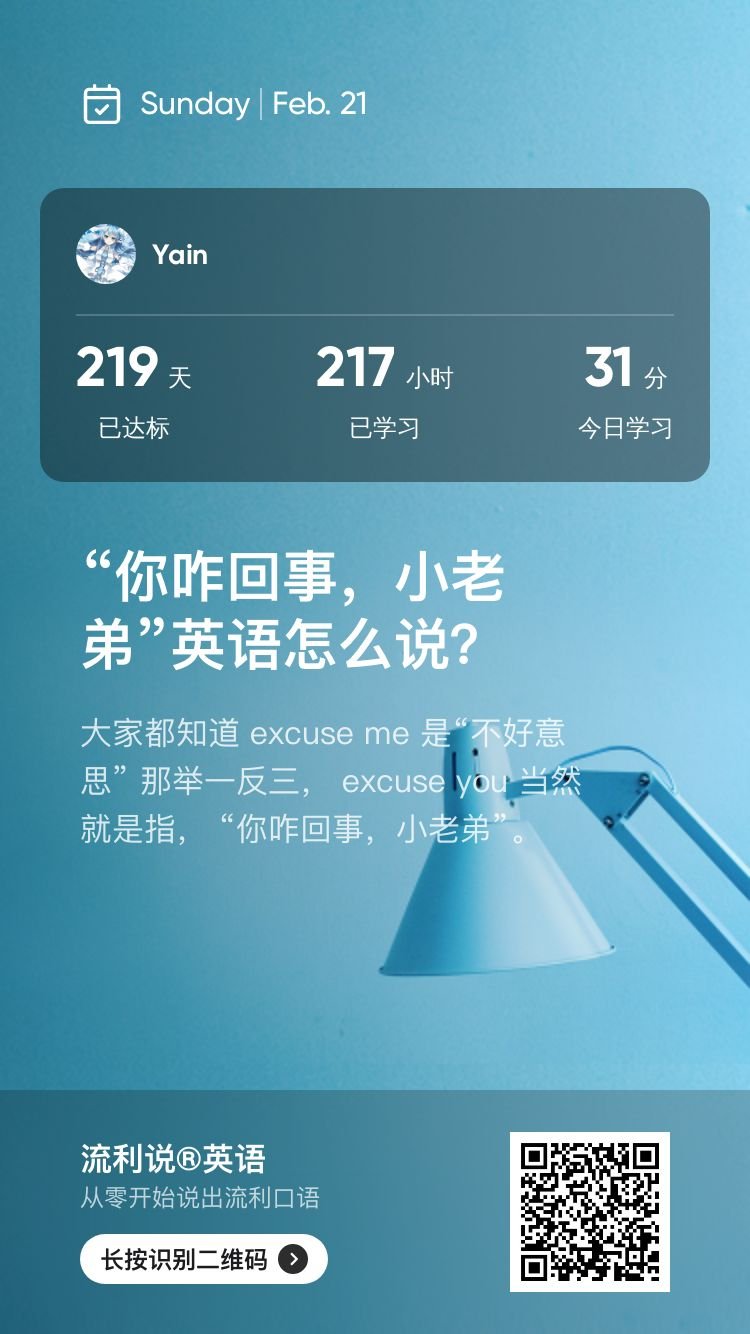 Sunday | Feb. 21
Yain
219 天 217 小时 31 分
已达标 已学习 今日学习
“你咋回事，小老
弟”英语怎么说？
大家都知道 excuse me 是“不好意
思” 那举一反三， excuse you 当然
就是指， “你咋回事，小老弟”。
流利说®英语
从零开始说出流利口语
长按识别二维码